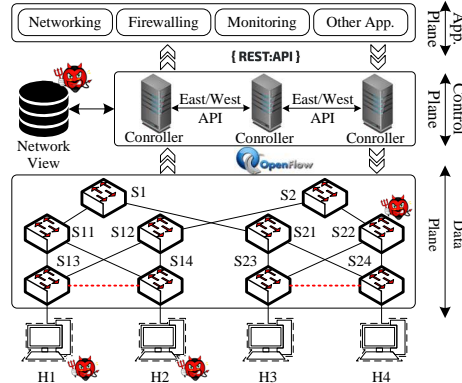 Networking Firewalling Monitoring Other App.
App. Plane
{ REST:API }
East/West API East/West API
Conroller Conroller Conroller
Control Plane
Network View
OpenFlow
S1 S2
S11 S12 S21 S22
S13 S14 S23 S24
Data Plane
H1 H2 H3 H4